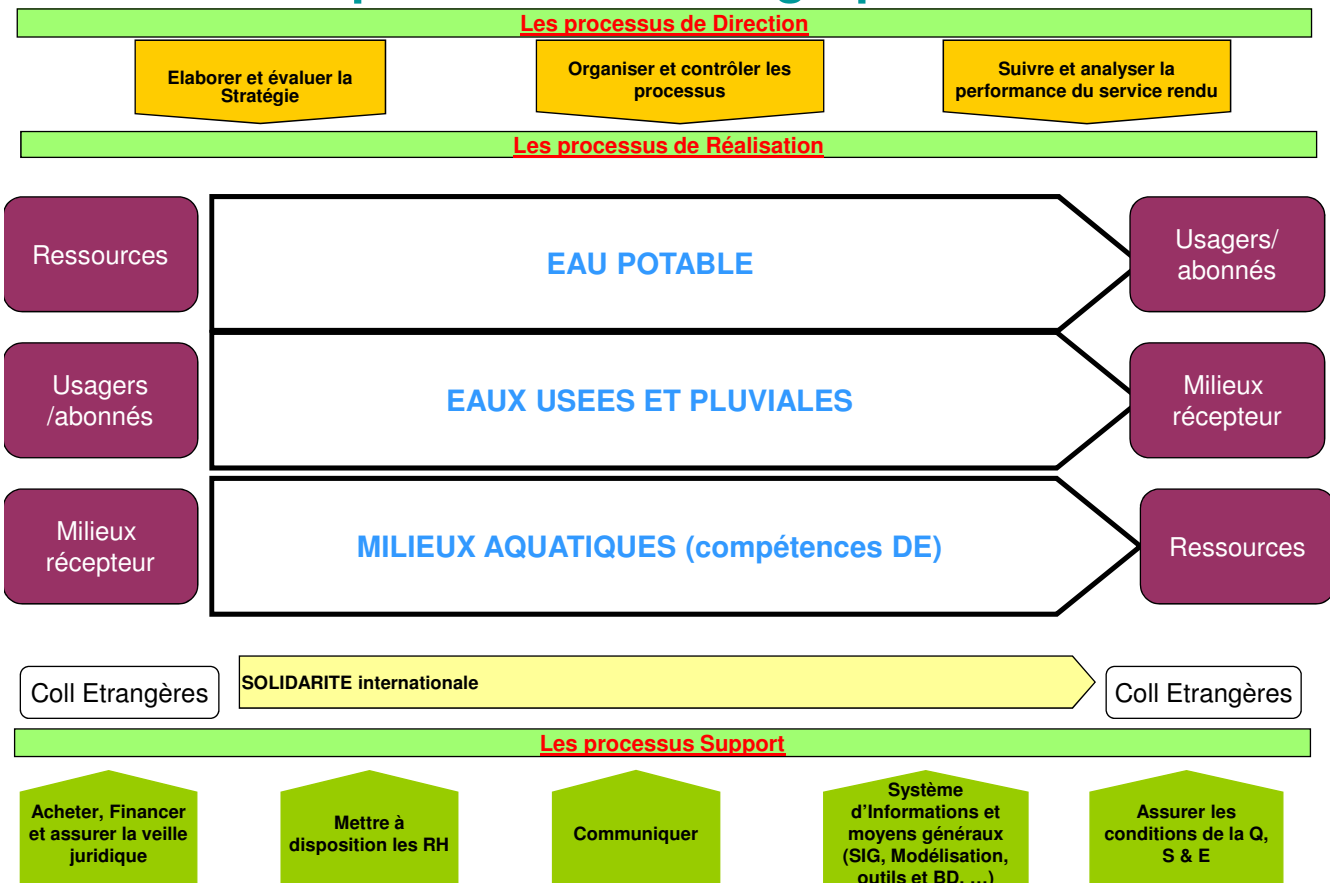 Les processus de Direction
Elaborer et évaluer la
Stratégie
Organiser et contrôler les
processus
Suivre et analyser la
performance du service rendu
Les processus de Réalisation
Ressources
EAU POTABLE
Usagers/
abonnés
Usagers
/abonnés
EAUX USEES ET PLUVIALES
Milieux
récepteur
Milieux
récepteur
MILIEUX AQUATIQUES (compétences DE)
Ressources
Coll Etrangères
SOLIDARITE internationale
Coll Etrangères
Les processus Support
Acheter, Financer
et assurer la veille
juridique
Mettre à
disposition les RH
Communiquer
Système
d'Informations et
moyens généraux
(SIG, Modélisation,
outils et BD, …)
Assurer les
conditions de la Q,
S & E